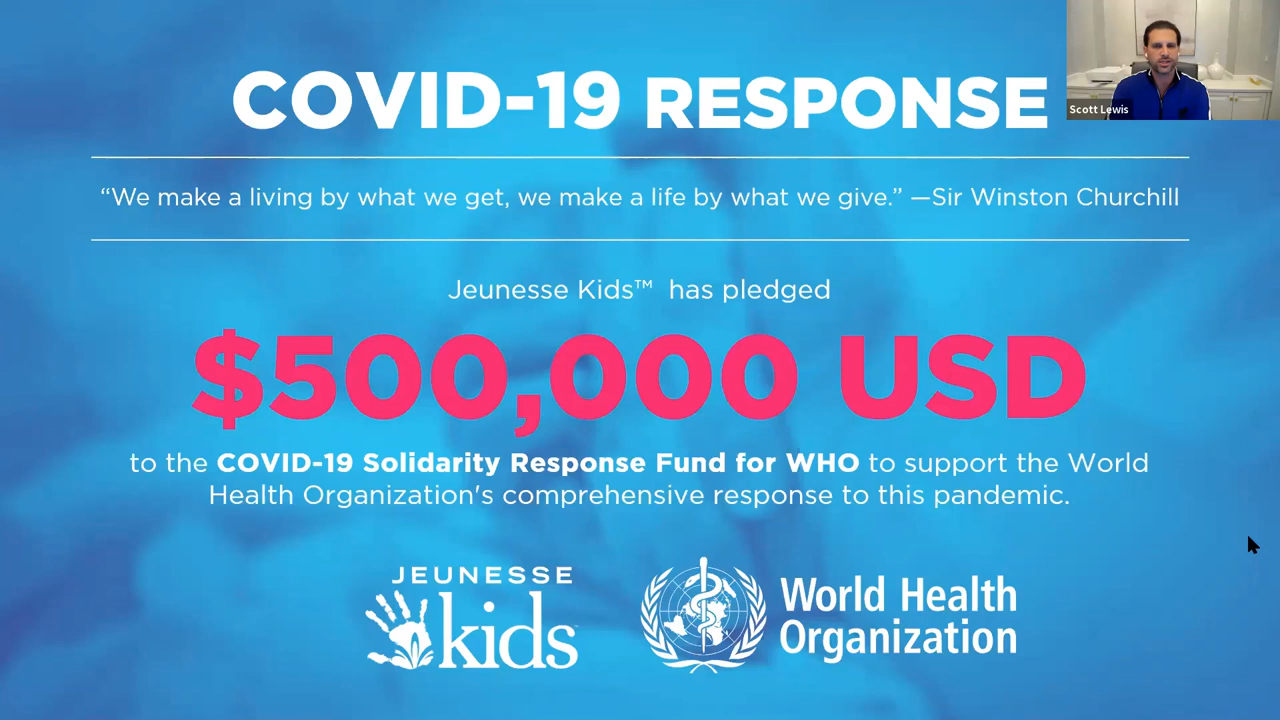 COVID-19 RESPONSE
Scott Lewis
“We make a living by what we get, we make a life by what we give.” —Sir Winston Churchill
Jeunesse Kids™ has pledged
$500,000 USD
to the COVID-19 Solidarity Response Fund for WHO to support the World
Health Organization's comprehensive response to this pandemic.
JEUNESSE
kids
World Health
Organization